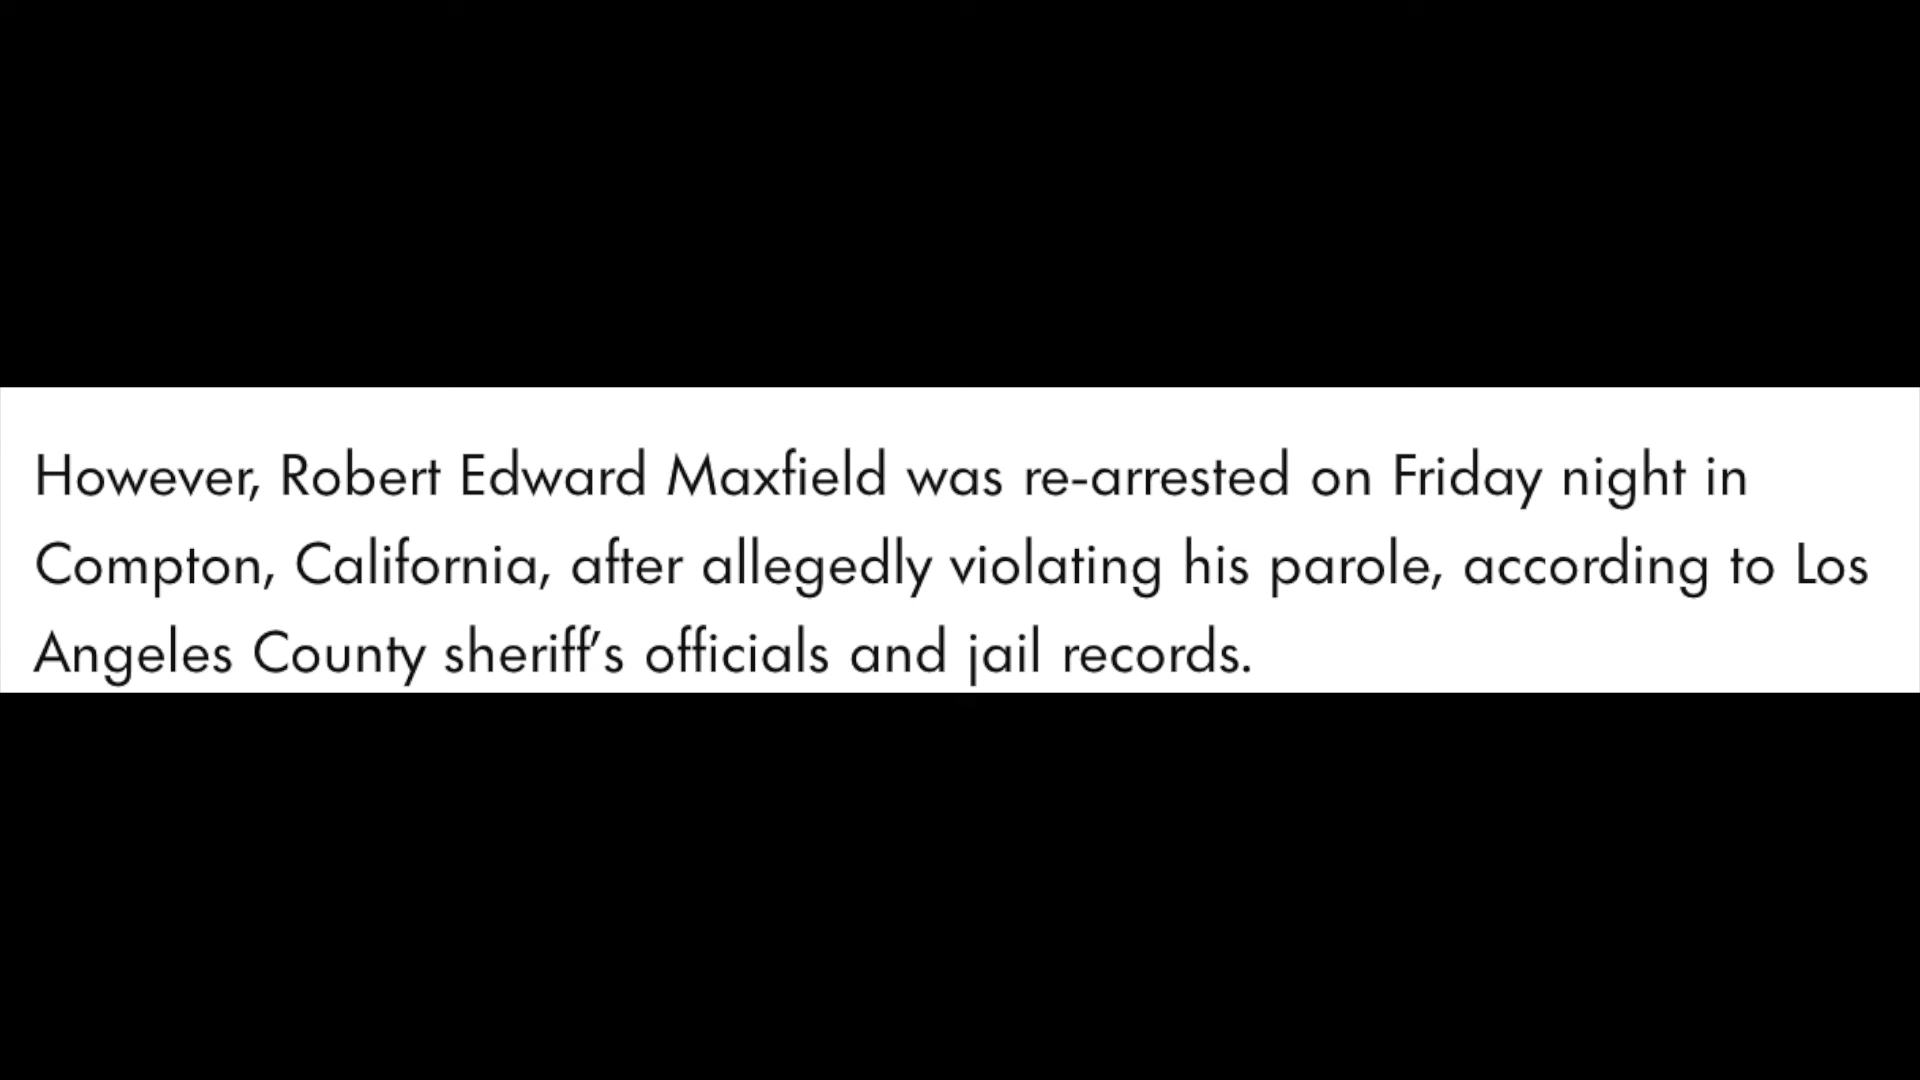 However, Robert Edward Maxfield was re-arrested on Friday night in
Compton, California, after allegedly violating his parole, according to Los
Angeles County sheriff's officials and jail records.